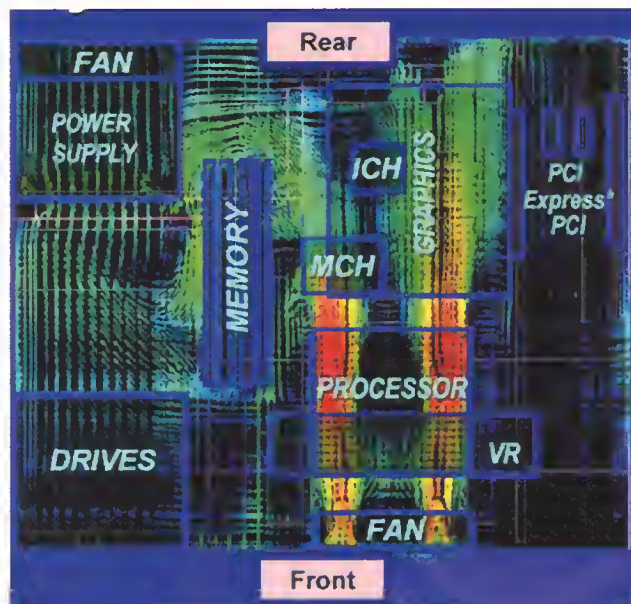 Rear
FAN
POWER
SUPPLY
ICH
GRAPHICS
PCI
Express*
PCI
MEMORY
MCH
PROCESSOR
DRIVES
VR
FAN
Front